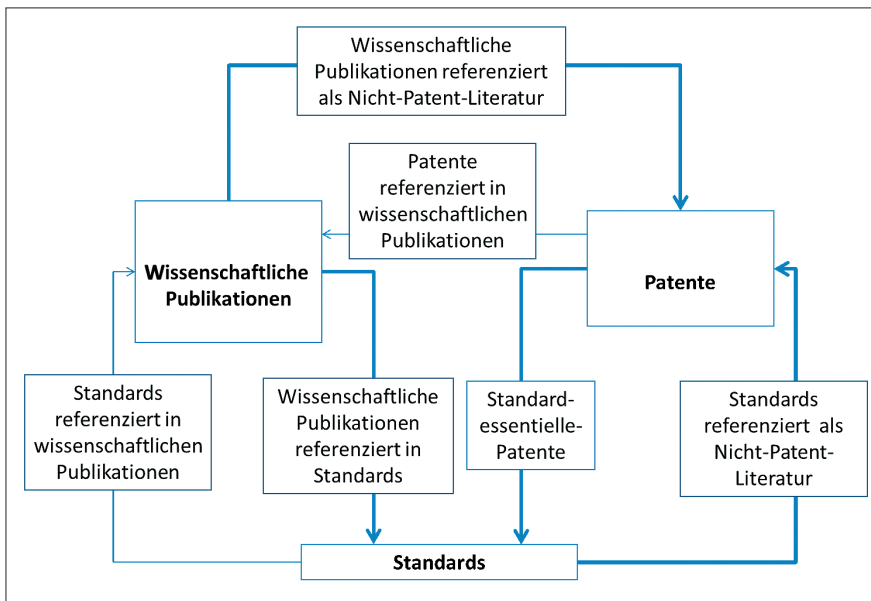 Wissenschaftliche
Publikationen referenziert
als Nicht-Patent-Literatur
Patente
referenziert in
wissenschaftlichen
Publikationen
Wissenschaftliche
Publikationen
Patente
Standards
referenziert in
wissenschaftlichen
Publikationen
Wissenschaftliche
Publikationen
referenziert in
Standards
Standard-
essentielle-
Patente
Standards
referenziert als
Nicht-Patent-
Literatur
Standards